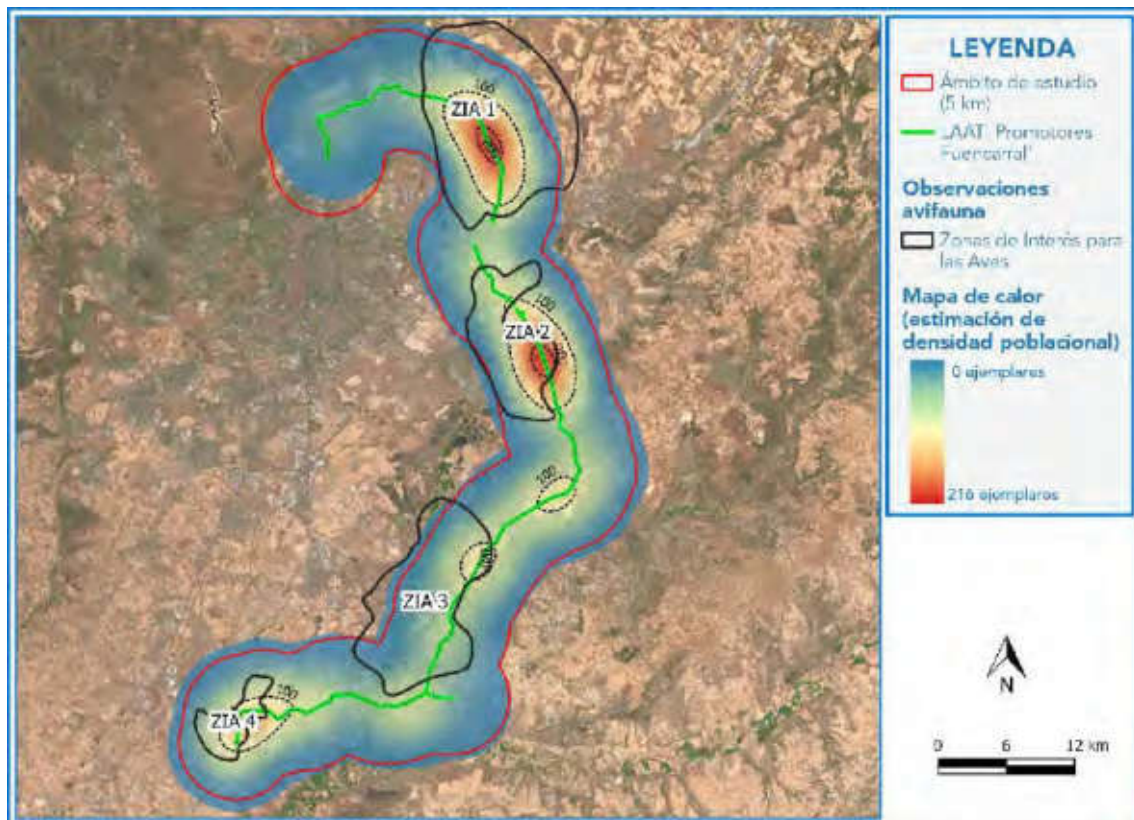 LEYENDA
Ámbito de estudio
(5 km)
LAAT 'Promotores
Fuencarral'
Observaciones
avifauna
Zonas de Interés para
las Aves
Mapa de calor
(estimación de
densidad poblacional)
0 ejemplares
216 ejemplares
N
0 6 12 km
100
ZIA 1
100
ZIA 2
100
ZIA 3
100
ZIA 4